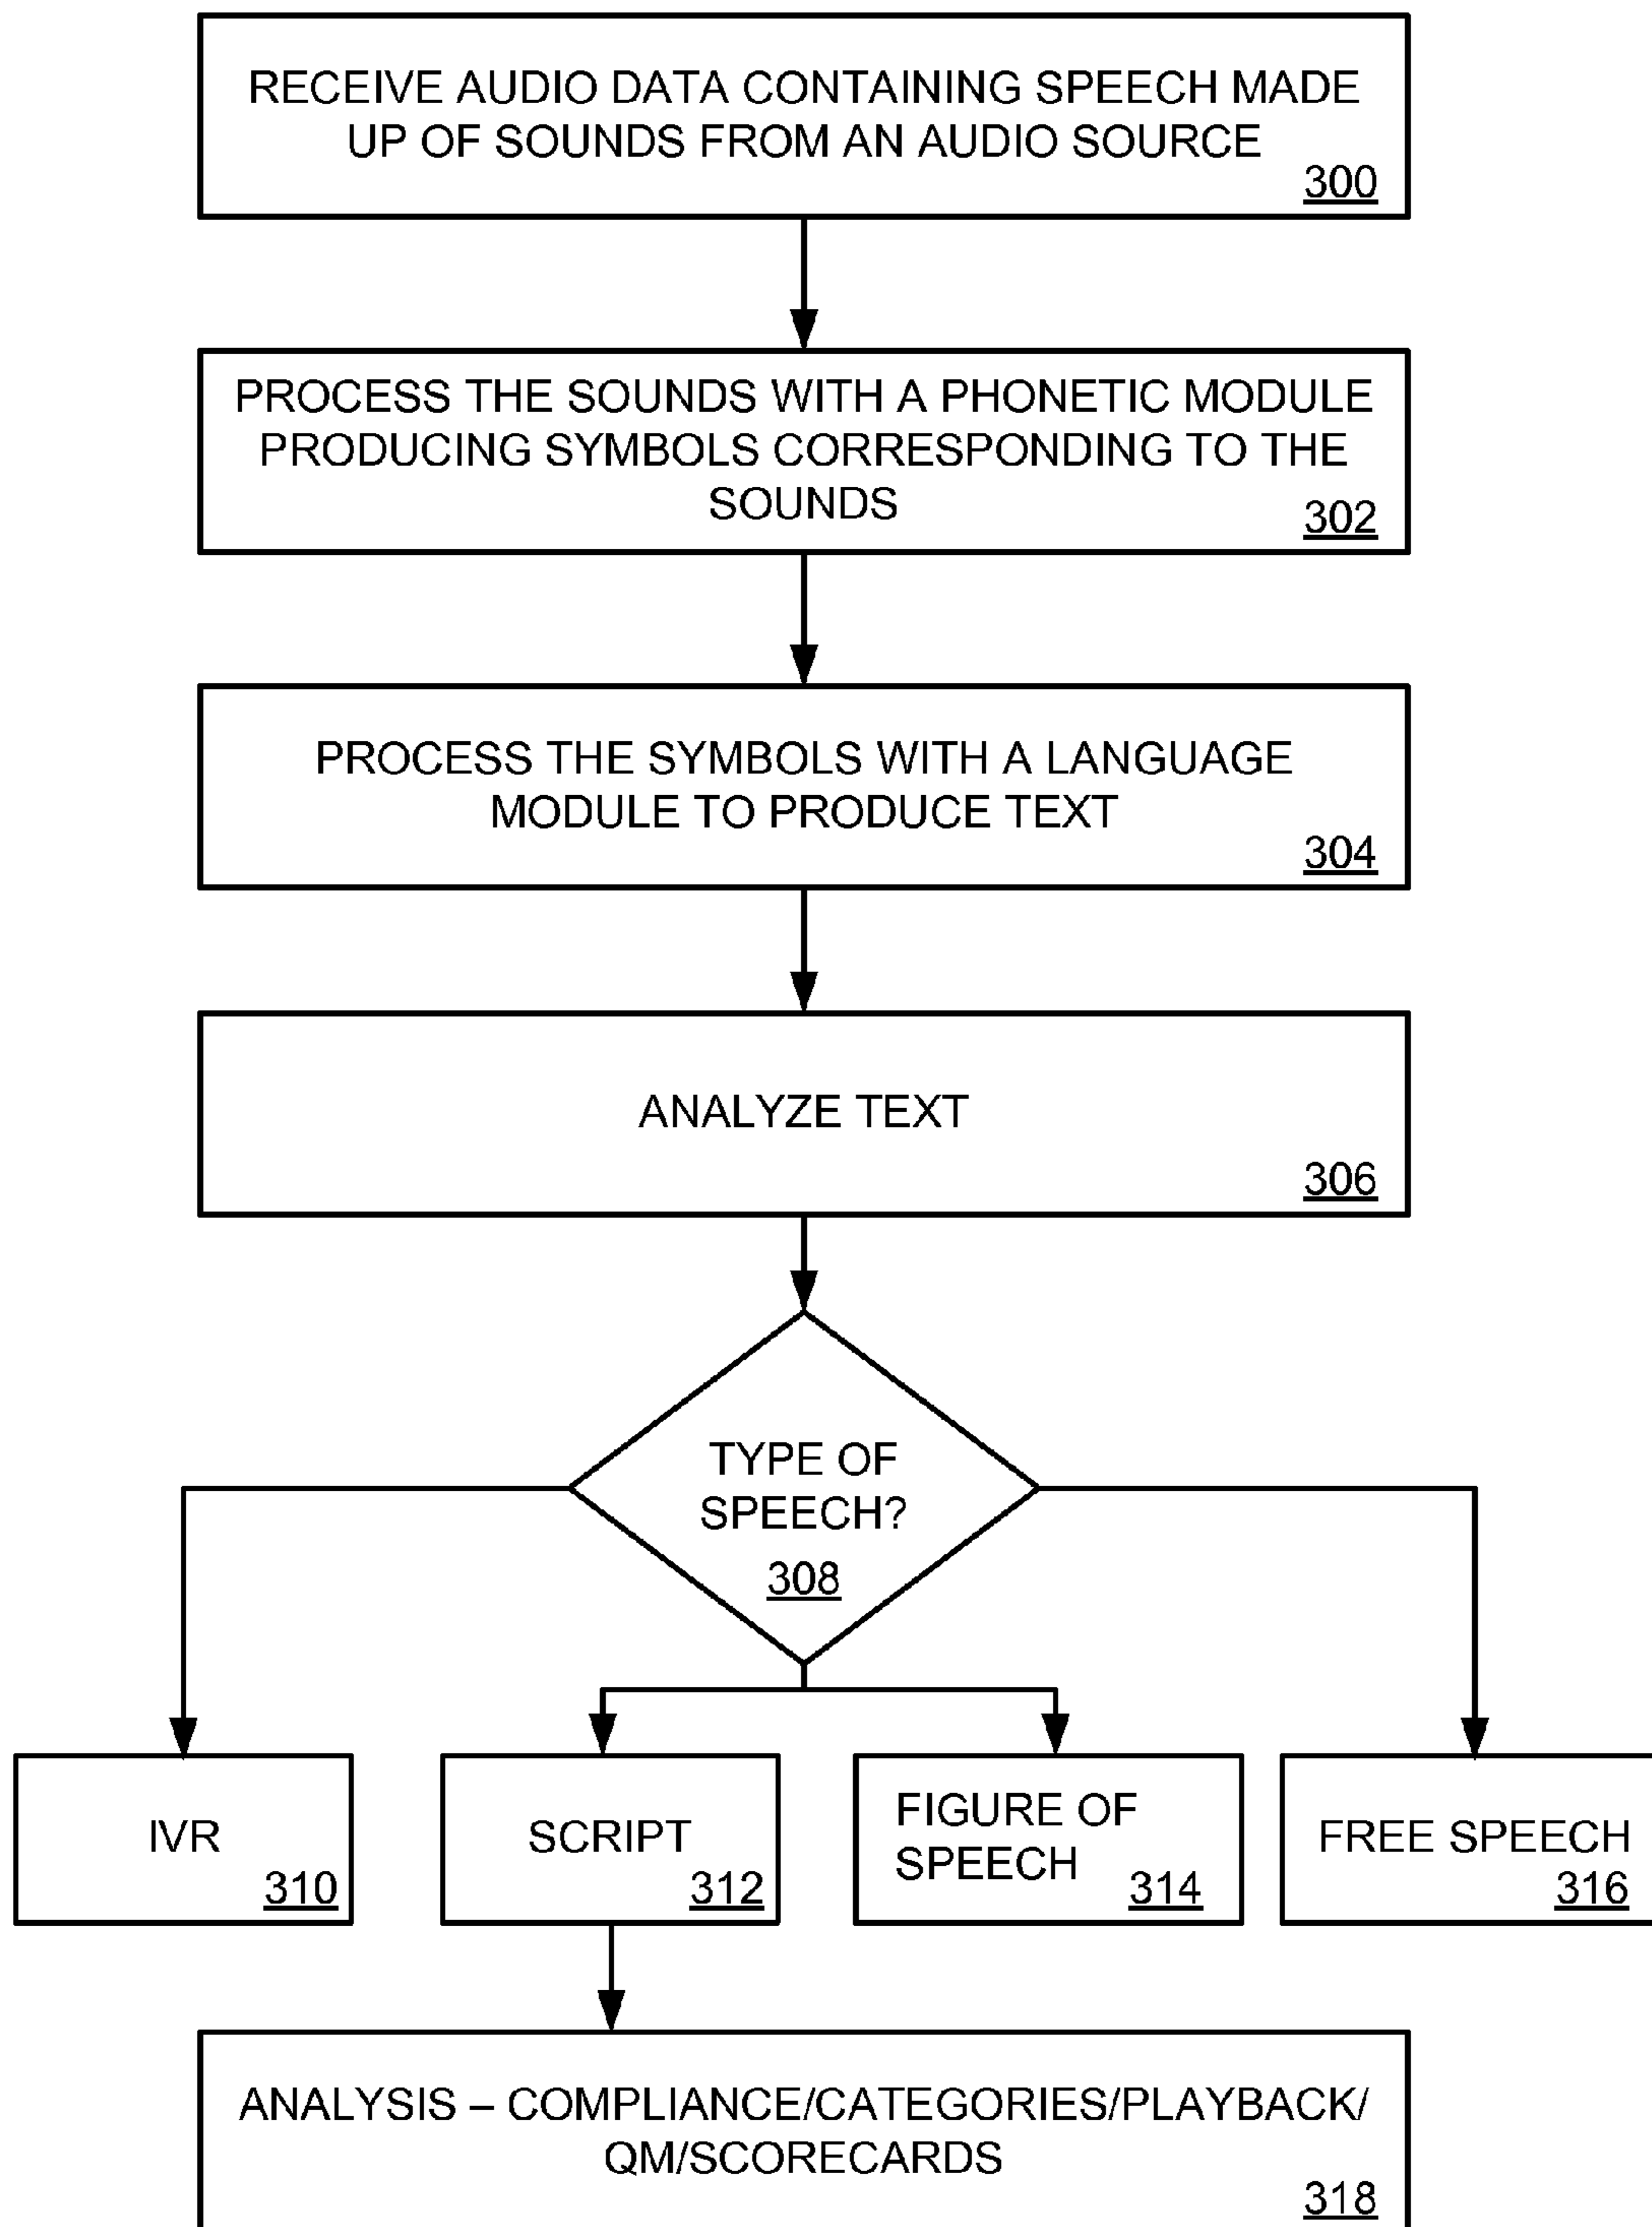 RECEIVE AUDIO DATA CONTAINING SPEECH MADE
UP OF SOUNDS FROM AN AUDIO SOURCE
300
PROCESS THE SOUNDS WITH A PHONETIC MODULE
PRODUCING SYMBOLS CORRESPONDING TO THE
SOUNDS
302
PROCESS THE SYMBOLS WITH A LANGUAGE
MODULE TO PRODUCE TEXT
304
ANALYZE TEXT
306
TYPE OF
SPEECH?
308
IVR
310
SCRIPT
312
FIGURE OF
SPEECH
314
FREE SPEECH
316
ANALYSIS – COMPLIANCE/CATEGORIES/PLAYBACK/
QM/SCORECARDS
318